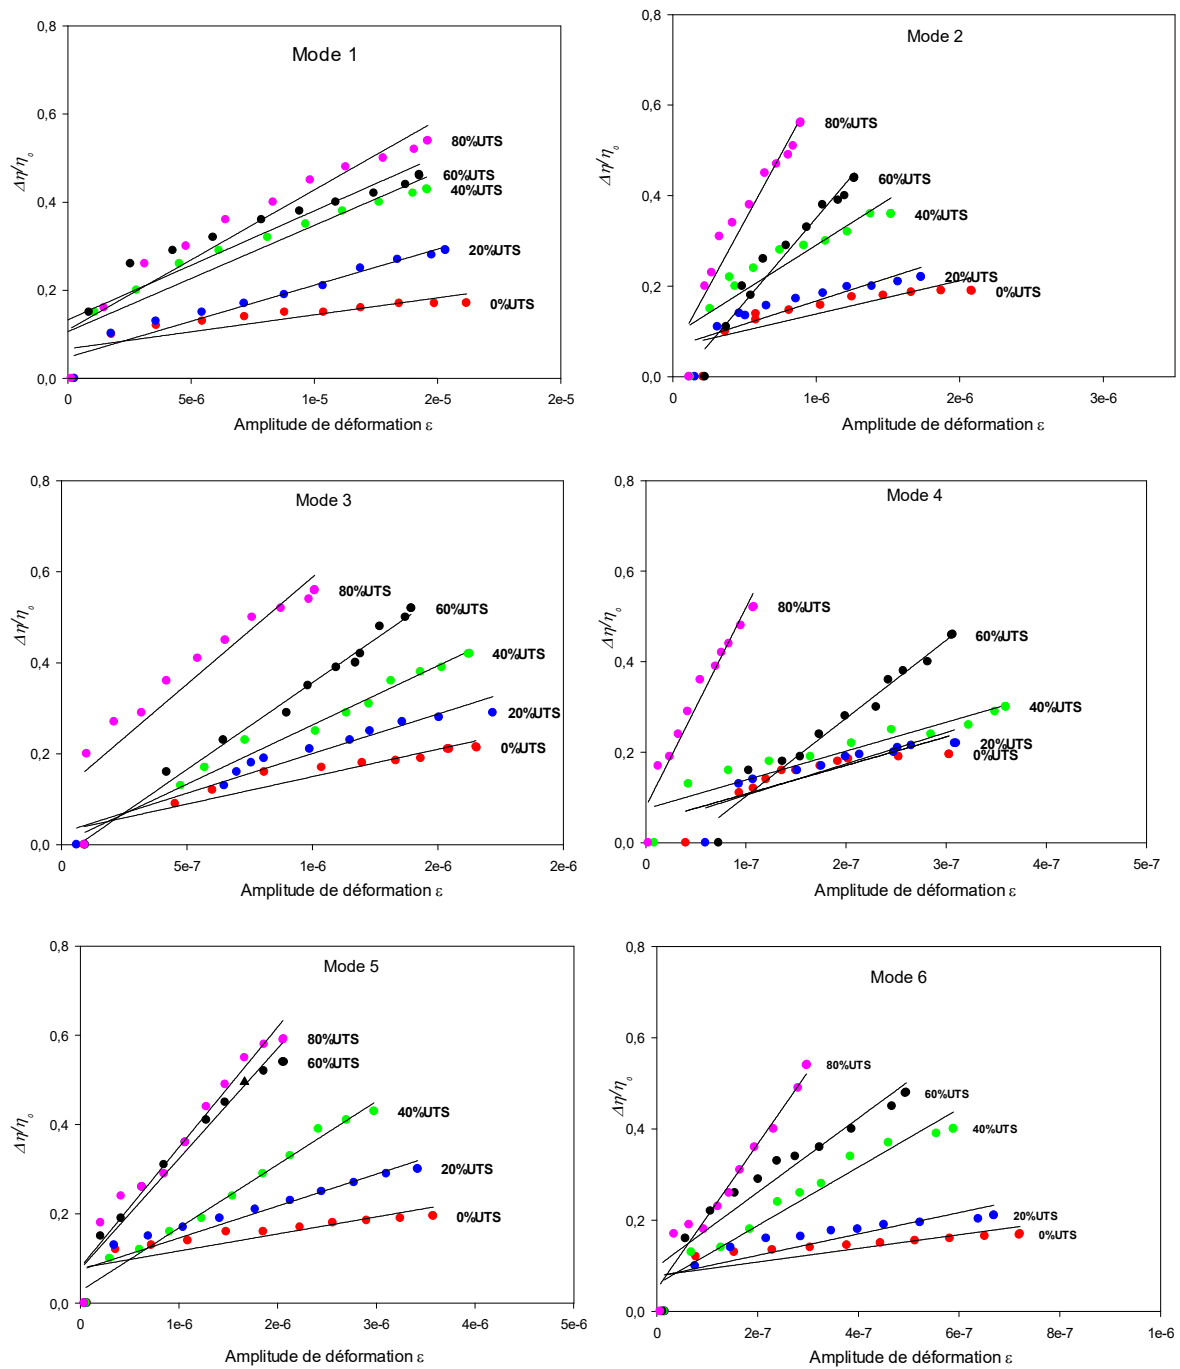 Mode 1
0,8
0,6
0,4
0,2
0,0
Δη/η₀
80%UTS
60%UTS
40%UTS
20%UTS
0%UTS
0 5e-6 1e-5 2e-5 2e-5
Amplitude de déformation ε
Mode 2
0,8
0,6
0,4
0,2
0,0
Δη/η₀
80%UTS
60%UTS
40%UTS
20%UTS
0%UTS
0 1e-6 2e-6 3e-6
Amplitude de déformation ε
Mode 3
0,8
0,6
0,4
0,2
0,0
Δη/η₀
80%UTS
60%UTS
40%UTS
20%UTS
0%UTS
0 5e-7 1e-6 2e-6 2e-6
Amplitude de déformation ε
Mode 4
0,8
0,6
0,4
0,2
0,0
Δη/η₀
80%UTS
60%UTS
40%UTS
20%UTS
0%UTS
0 1e-7 2e-7 3e-7 4e-7 5e-7
Amplitude de déformation ε
Mode 5
0,8
0,6
0,4
0,2
0,0
Δη/η₀
80%UTS
60%UTS
40%UTS
20%UTS
0%UTS
0 1e-6 2e-6 3e-6 4e-6 5e-6
Amplitude de déformation ε
Mode 6
0,8
0,6
0,4
0,2
0,0
Δη/η₀
80%UTS
60%UTS
40%UTS
20%UTS
0%UTS
0 2e-7 4e-7 6e-7 8e-7 1e-6
Amplitude de déformation ε